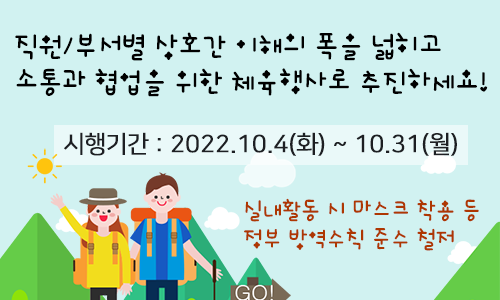 직원/부서별 상호간 이해의 폭을 넓히고
소통과 협업을 위한 체육행사로 추진하세요!
시행기간 : 2022.10.4(화) ~ 10.31(월)
실내활동 시 마스크 착용 등
정부 방역수칙 준수 철저
GO!